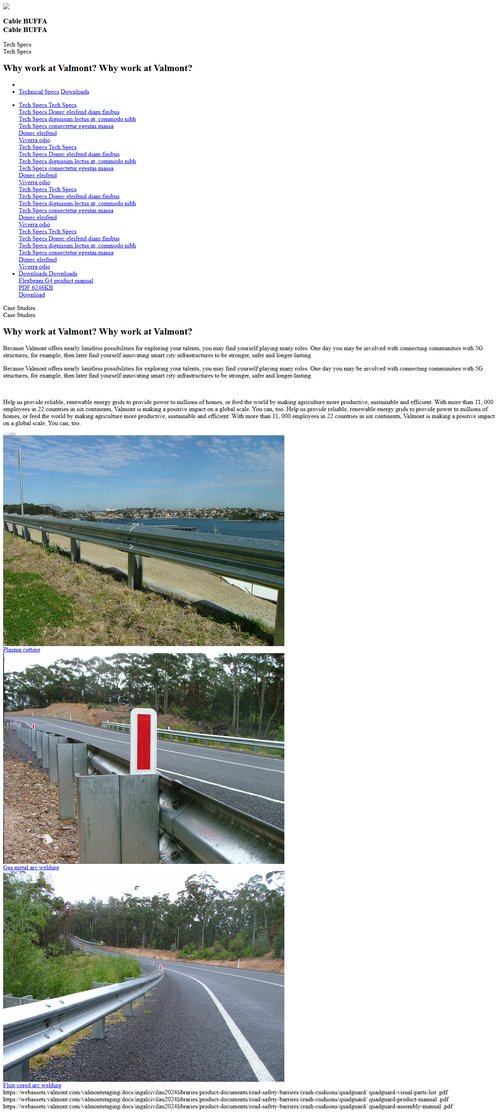 Cable BUFFA
Cable BUFFA
Tech Specs
Tech Specs
Why work at Valmont? Why work at Valmont?
Technical Specs Downloads
Tech Specs Tech Specs
Tech Specs Donec eleifend diam finibus
Tech Specs dignissim lectus at, commodo nibh
Tech Specs consectetur egestas massa
Donec eleifend
Viverra odio
Tech Specs Tech Specs
Tech Specs Donec eleifend diam finibus
Tech Specs dignissim lectus at, commodo nibh
Tech Specs consectetur egestas massa
Donec eleifend
Viverra odio
Tech Specs Tech Specs
Tech Specs Donec eleifend diam finibus
Tech Specs dignissim lectus at, commodo nibh
Tech Specs consectetur egestas massa
Donec eleifend
Viverra odio
Tech Specs Tech Specs
Tech Specs Donec eleifend diam finibus
Tech Specs dignissim lectus at, commodo nibh
Tech Specs consectetur egestas massa
Donec eleifend
Viverra odio
Downloads Downloads
Flexbeam G4 product manual
PDF 6246KB
Download
Case Studies
Case Studies
Why work at Valmont? Why work at Valmont?
Because Valmont offers nearly limitless possibilities for exploring your talents, you may find yourself playing many roles. One day you may be involved with connecting communities with 5G
structures, for example, then later find yourself innovating smart city infrastructures to be stronger, safer and longer-lasting.
Because Valmont offers nearly limitless possibilities for exploring your talents, you may find yourself playing many roles. One day you may be involved with connecting communities with 5G
structures, for example, then later find yourself innovating smart city infrastructures to be stronger, safer and longer-lasting.
Help us provide reliable, renewable energy grids to provide power to millions of homes, or feed the world by making agriculture more productive, sustainable and efficient. With more than 11, 000
employees in 22 countries in six continents, Valmont is making a positive impact on a global scale. You can, too. Help us provide reliable, renewable energy grids to provide power to millions of
homes, or feed the world by making agriculture more productive, sustainable and efficient. With more than 11, 000 employees in 22 countries in six continents, Valmont is making a positive impact
on a global scale. You can, too.
Plasma cutting
Gas metal arc welding
Flux-cored arc welding
https://webassets.valmont.com/valmontstaging/docs/ingalcivilau2024libraries/product-documents/road-safety-barriers/crash-cushions/quadguard/ quadguard-visual-parts-list .pdf
https://webassets.valmont.com/valmontstaging/docs/ingalcivilau2024libraries/product-documents/road-safety-barriers/crash-cushions/quadguard/ quadguard-product-manual .pdf
https://webassets.valmont.com/valmontstaging/docs/ingalcivilau2024libraries/product-documents/road-safety-barriers/crash-cushions/quadguard/ quadguard-assembly-manual .pdf